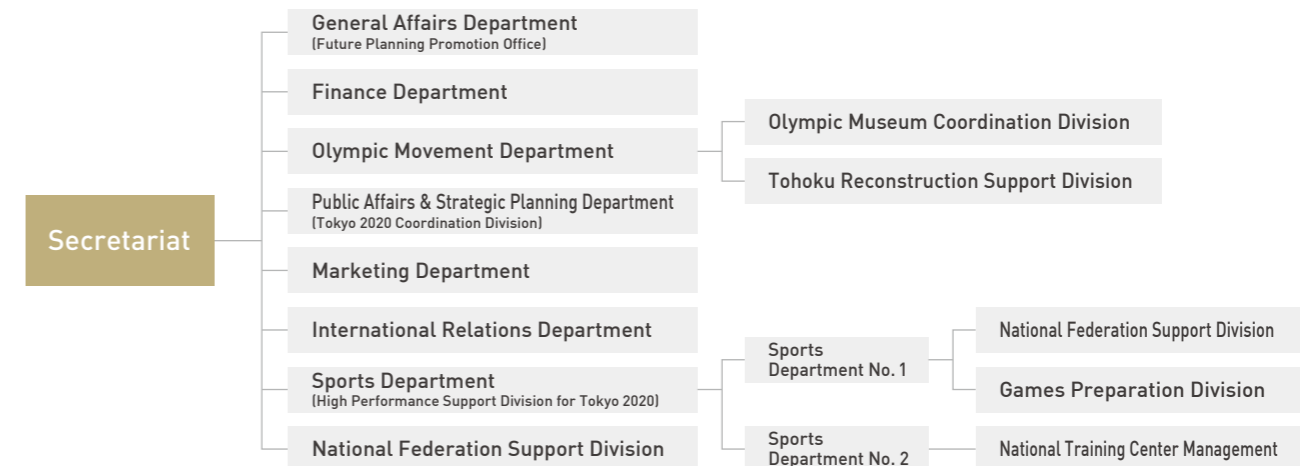 Secretariat
General Affairs Department
(Future Planning Promotion Office)
Finance Department
Olympic Movement Department
Public Affairs & Strategic Planning Department
(Tokyo 2020 Coordination Division)
Marketing Department
International Relations Department
Sports Department
(High Performance Support Division for Tokyo 2020)
National Federation Support Division
Olympic Museum Coordination Division
Tohoku Reconstruction Support Division
Sports
Department No. 1
Sports
Department No. 2
National Federation Support Division
Games Preparation Division
National Training Center Management